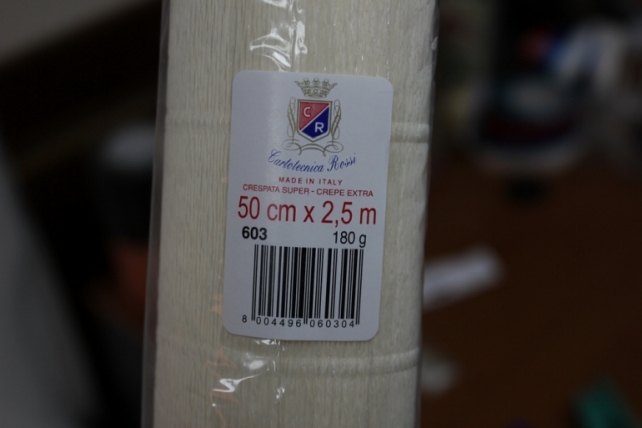 C
R
Cartotecnica Rossi
MADE IN ITALY
CRESPATA SUPER - CREPE EXTRA
50 cm x 2,5 m
603 180 g
8 004496 060304